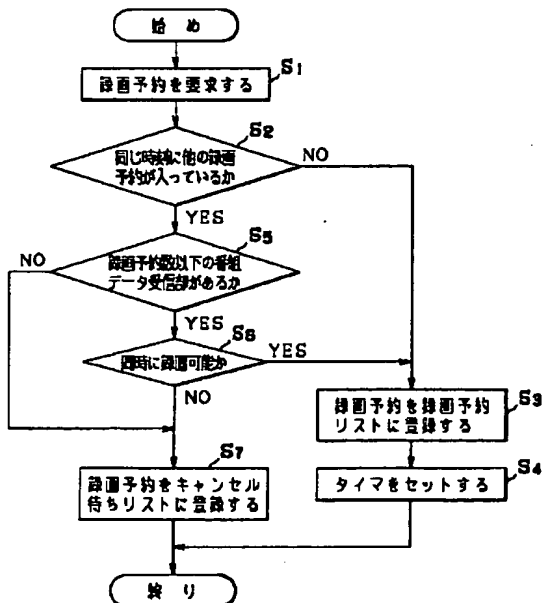 始め
録画予約を要求する
S1
同じ時刻に他の録画
予約が入っているか
S2
NO
YES
録画予約数以下の番組
データ受信部があるか
S5
NO
YES
同時に録画可能か
S6
YES
NO
録画予約を録画予約
リストに登録する
S3
タイマをセットする
S4
録画予約をキャンセル
待ちリストに登録する
S7
終り